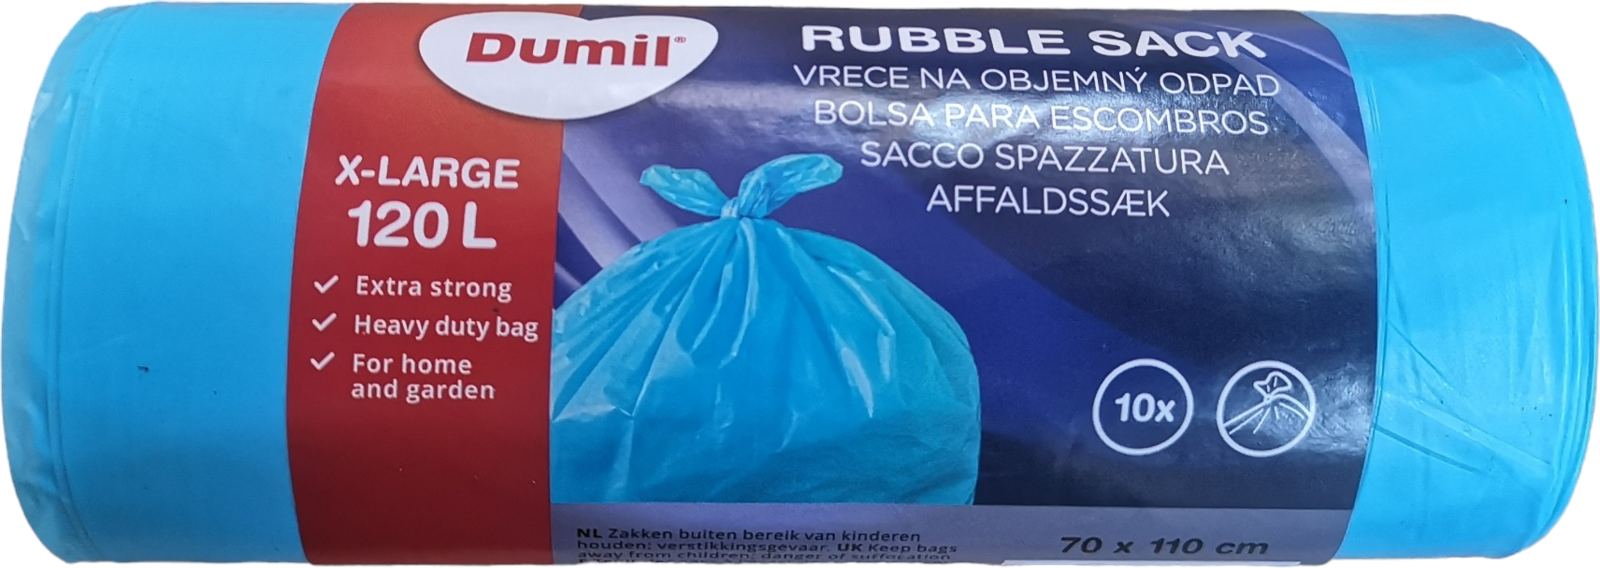 Dumil®
X-LARGE
120 L
Extra strong
Heavy duty bag
For home
and garden
RUBBLE SACK
VRECE NA OBJEMNÝ ODPAD
BOLSA PARA ESCOMBROS
SACCO SPAZZATURA
AFFALDSSÆK
10x
NL Zakken buiten bereik van kinderen
houden: verstikkingsgevaar. UK Keep bags
away from children: danger of suffocation
70 x 110 cm